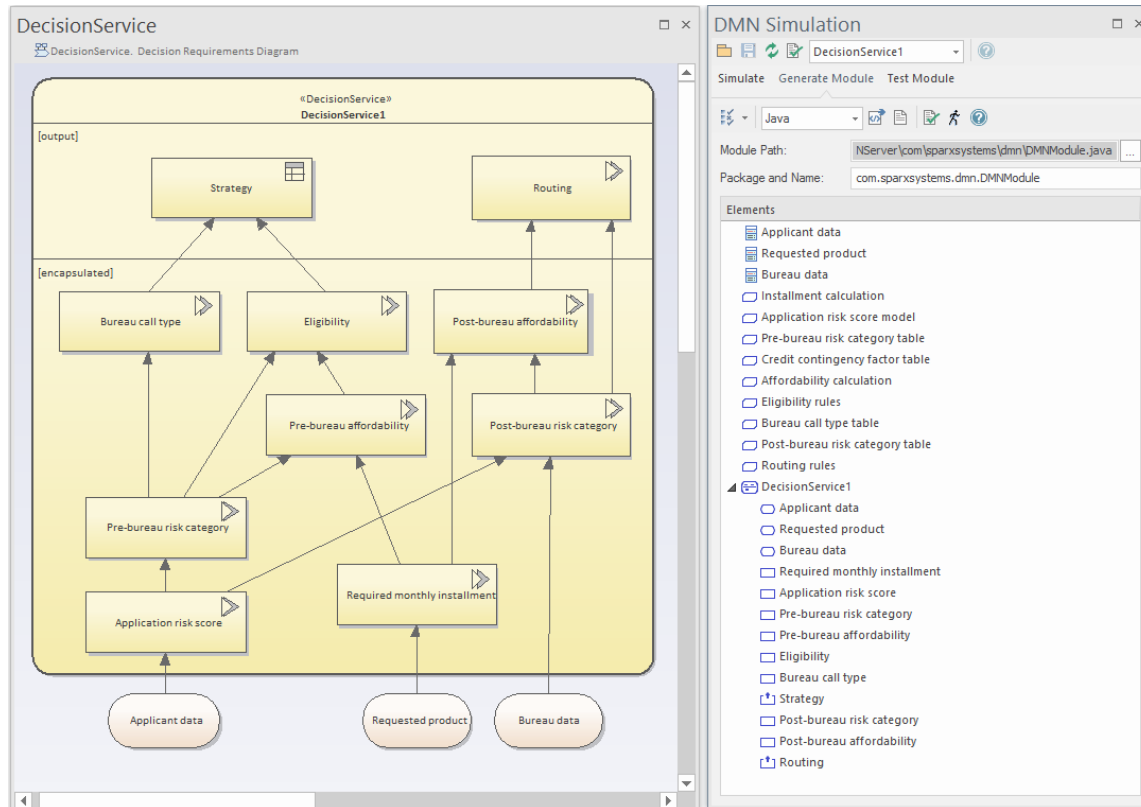 DecisionService
DecisionService. Decision Requirements Diagram
«DecisionService»
DecisionService1
[output]
Strategy
Routing
[encapsulated]
Bureau call type
Eligibility
Post-bureau affordability
Pre-bureau affordability
Post-bureau risk category
Pre-bureau risk category
Required monthly installment
Application risk score
Applicant data
Requested product
Bureau data
DMN Simulation
DecisionService1
Simulate Generate Module Test Module
Java
Module Path: NServer\com\sparxsystems\dmn\DMNModule.java ...
Package and Name: com.sparxsystems.dmn.DMNModule
Elements
Applicant data
Requested product
Bureau data
Installment calculation
Application risk score model
Pre-bureau risk category table
Credit contingency factor table
Affordability calculation
Eligibility rules
Bureau call type table
Post-bureau risk category table
Routing rules
DecisionService1
Applicant data
Requested product
Bureau data
Required monthly installment
Application risk score
Pre-bureau risk category
Pre-bureau affordability
Eligibility
Bureau call type
Strategy
Post-bureau risk category
Post-bureau affordability
Routing